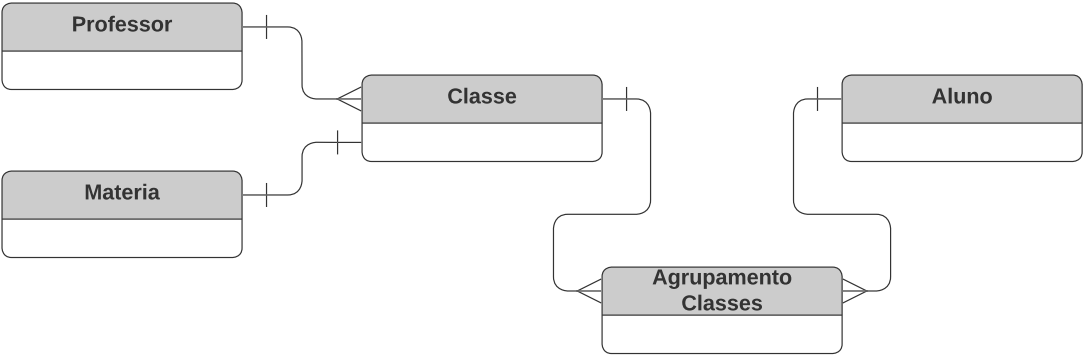 Professor
Classe
Aluno
Materia
Agrupamento
Classes